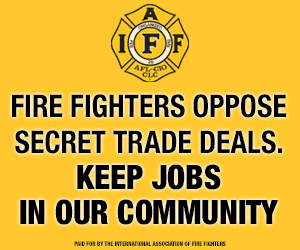 A
I F F
AFL-CIO
CLC
FIRE FIGHTERS OPPOSE
SECRET TRADE DEALS.
KEEP JOBS
IN OUR COMMUNITY
PAID FOR BY THE INTERNATIONAL ASSOCIATION OF FIRE FIGHTERS